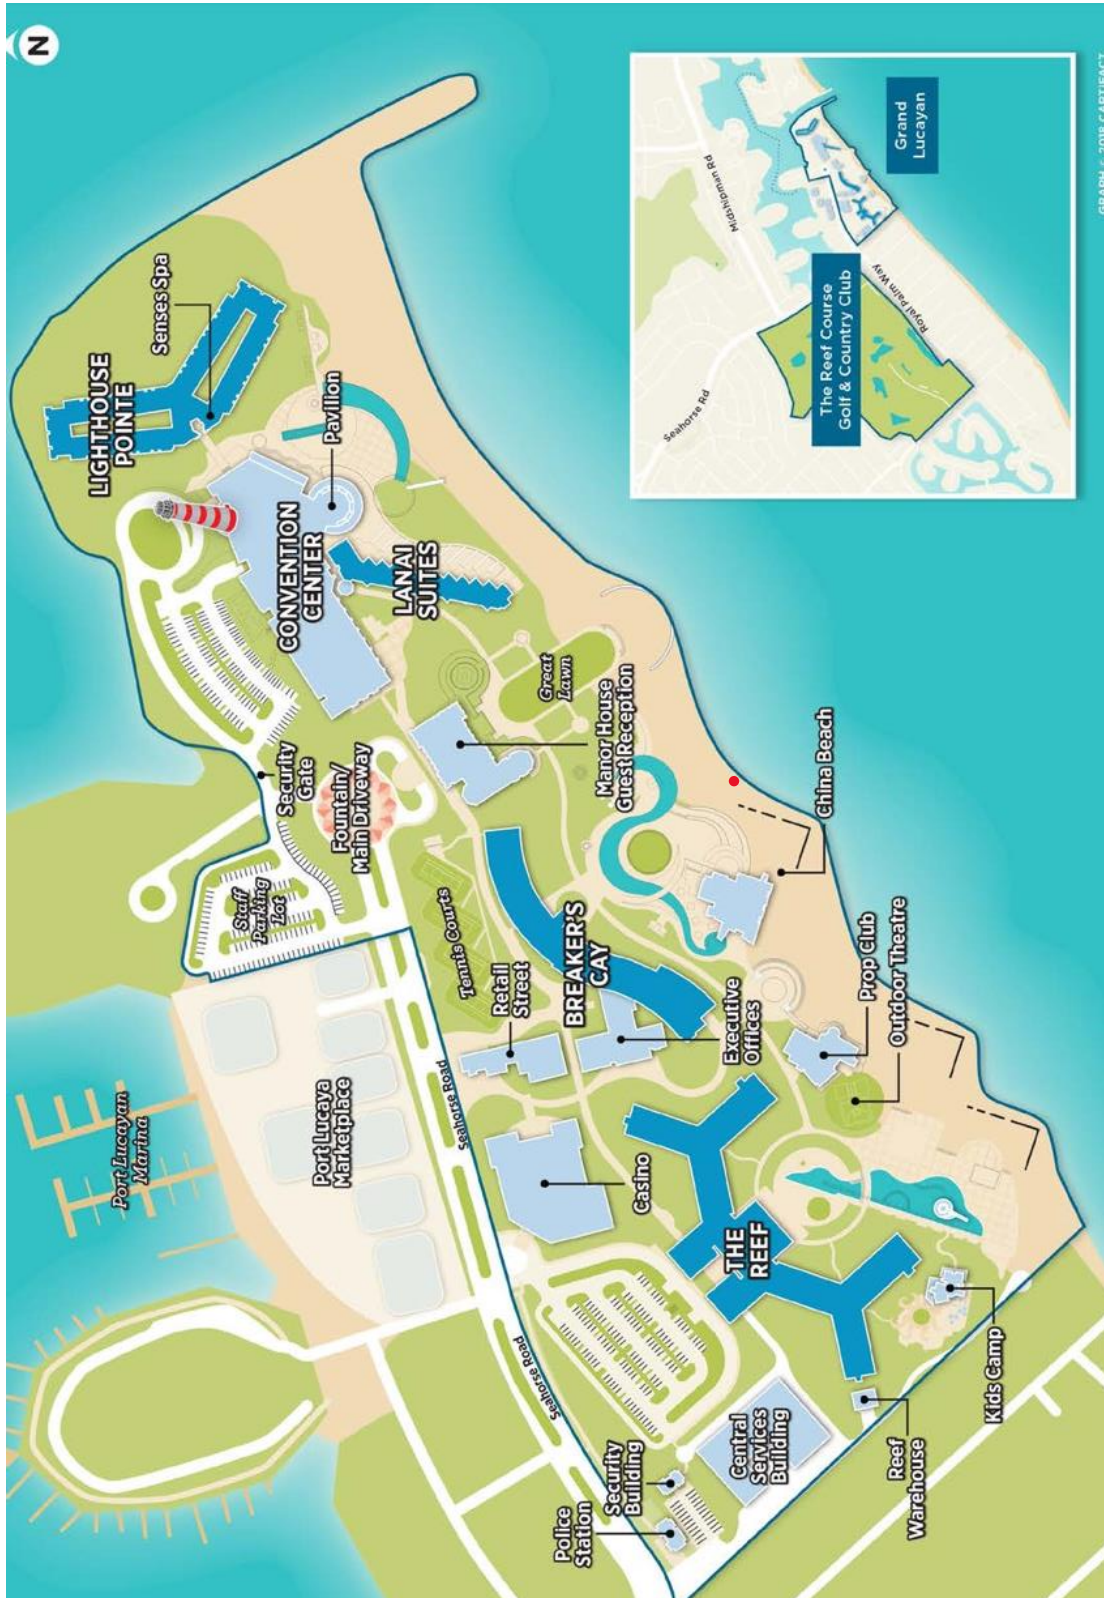 N
LIGHTHOUSE
POINTE
Senses Spa
Pavilion
CONVENTION
CENTER
LANAI
SUITES
Great
Lawn
Manor House
Guest Reception
Security
Gate
Fountain/
Main Driveway
Staff
Parking
Lot
Tennis Courts
Retail
Street
BREAKER'S
CAY
Executive
Offices
China Beach
Prop Club
Outdoor Theatre
Port Lucayan
Marina
Port Lucaya
Marketplace
Seahorse Road
Casino
THE
REEF
Seahorse Road
Police
Station
Security
Building
Central
Services
Building
Reef
Warehouse
Kids Camp
Grand
Lucayan
Midshipman Rd
The Reef Course
Golf & Country Club
Royal Palm Way
Seahorse Rd
GRAPH © 2018 CARTIFACT